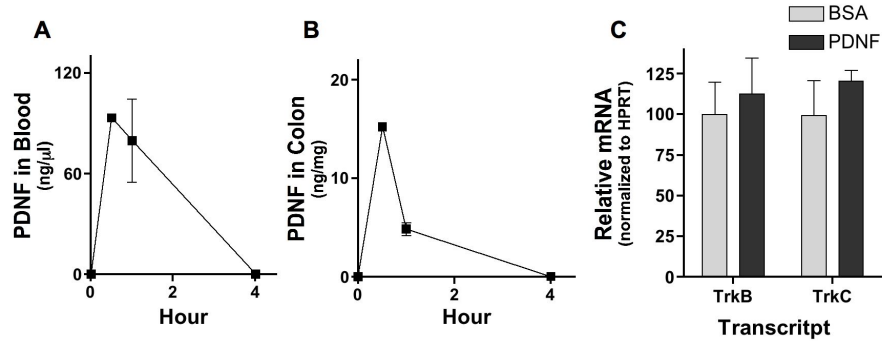 A
PDNF in Blood
(ng/µl)
120
60
0
0
2
4
Hour
B
PDNF in Colon
(ng/mg)
20
10
0
0
2
4
Hour
C
BSA
PDNF
Relative mRNA
(normalized to HPRT)
125
100
75
50
25
0
TrkB
TrkC
Transcritpt